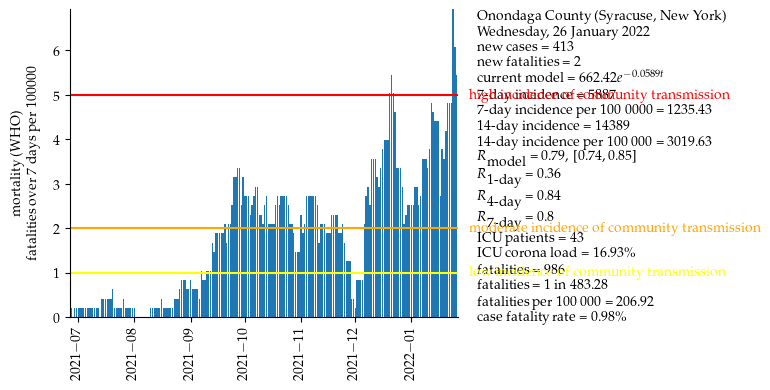 Onondaga County (Syracuse, New York)
Wednesday, 26 January 2022
new cases = 413
new fatalities = 2
current model = 662.42e^{-0.0589t}
7-day incidence = 5887
high incidence of community transmission
7-day incidence per 100 0000 = 1235.43
14-day incidence = 14389
14-day incidence per 100 000 = 3019.63
R_model = 0.79, [0.74, 0.85]
R_1-day = 0.36
R_4-day = 0.84
R_7-day = 0.8
moderate incidence of community transmission
ICU patients = 43
ICU corona load = 16.93%
fatalities = 986
low incidence of community transmission
fatalities = 1 in 483.28
fatalities per 100 000 = 206.92
case fatality rate = 0.98%
mortality (WHO)
fatalities over 7 days per 100000
6
5
4
3
2
1
0
2021-07
2021-08
2021-09
2021-10
2021-11
2021-12
2022-01